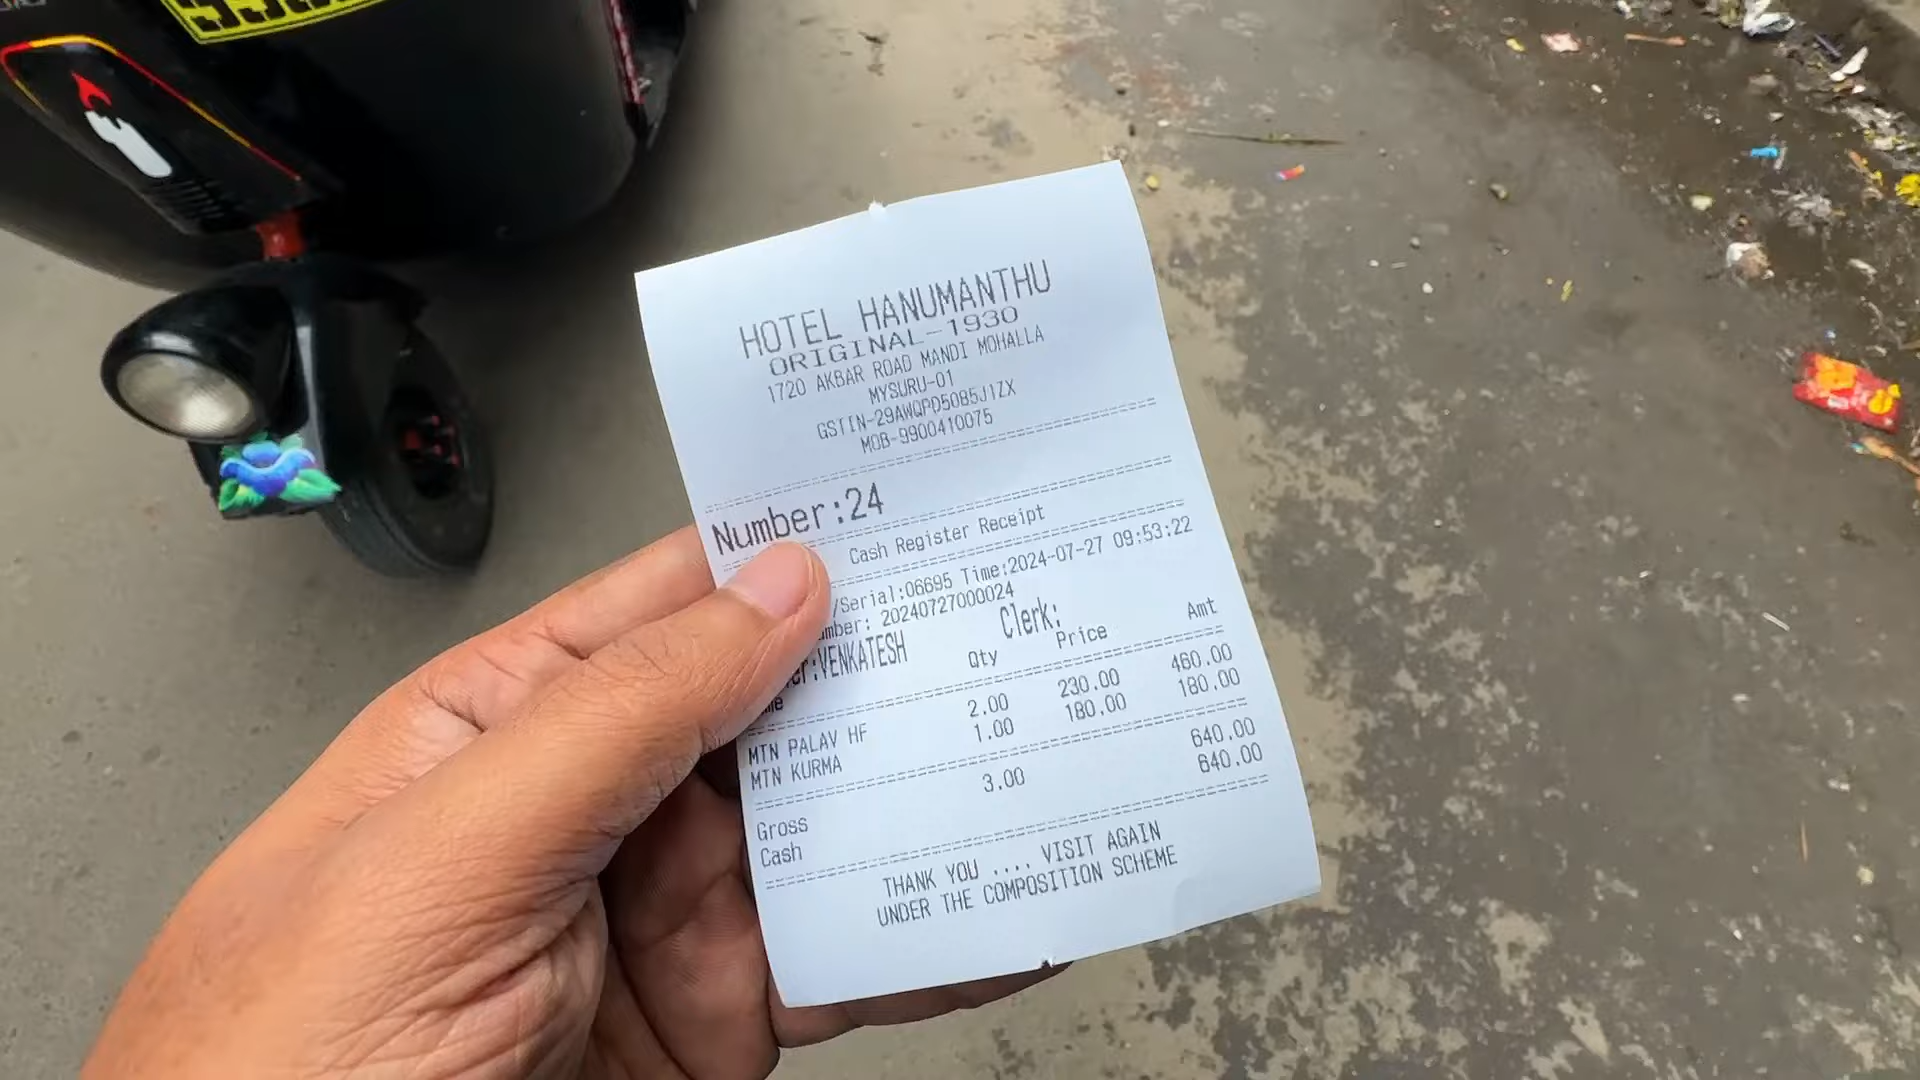 HOTEL HANUMANTHU
ORIGINAL-1930
1720 AKBAR ROAD MANDI MOHALLA
MYSURU-01
GSTIN-29AWQPD5085J1ZX
MOB-9900410075
Number:24
Cash Register Receipt
/Serial:06695 Time:2024-07-27 09:53:22
umber: 20240727000024
er:VENKATESH Clerk:
me Qty Price Amt
MTN PALAV HF 2.00 230.00 460.00
MTN KURMA 1.00 180.00 180.00
Gross 3.00 640.00
Cash 640.00
THANK YOU .... VISIT AGAIN
UNDER THE COMPOSITION SCHEME